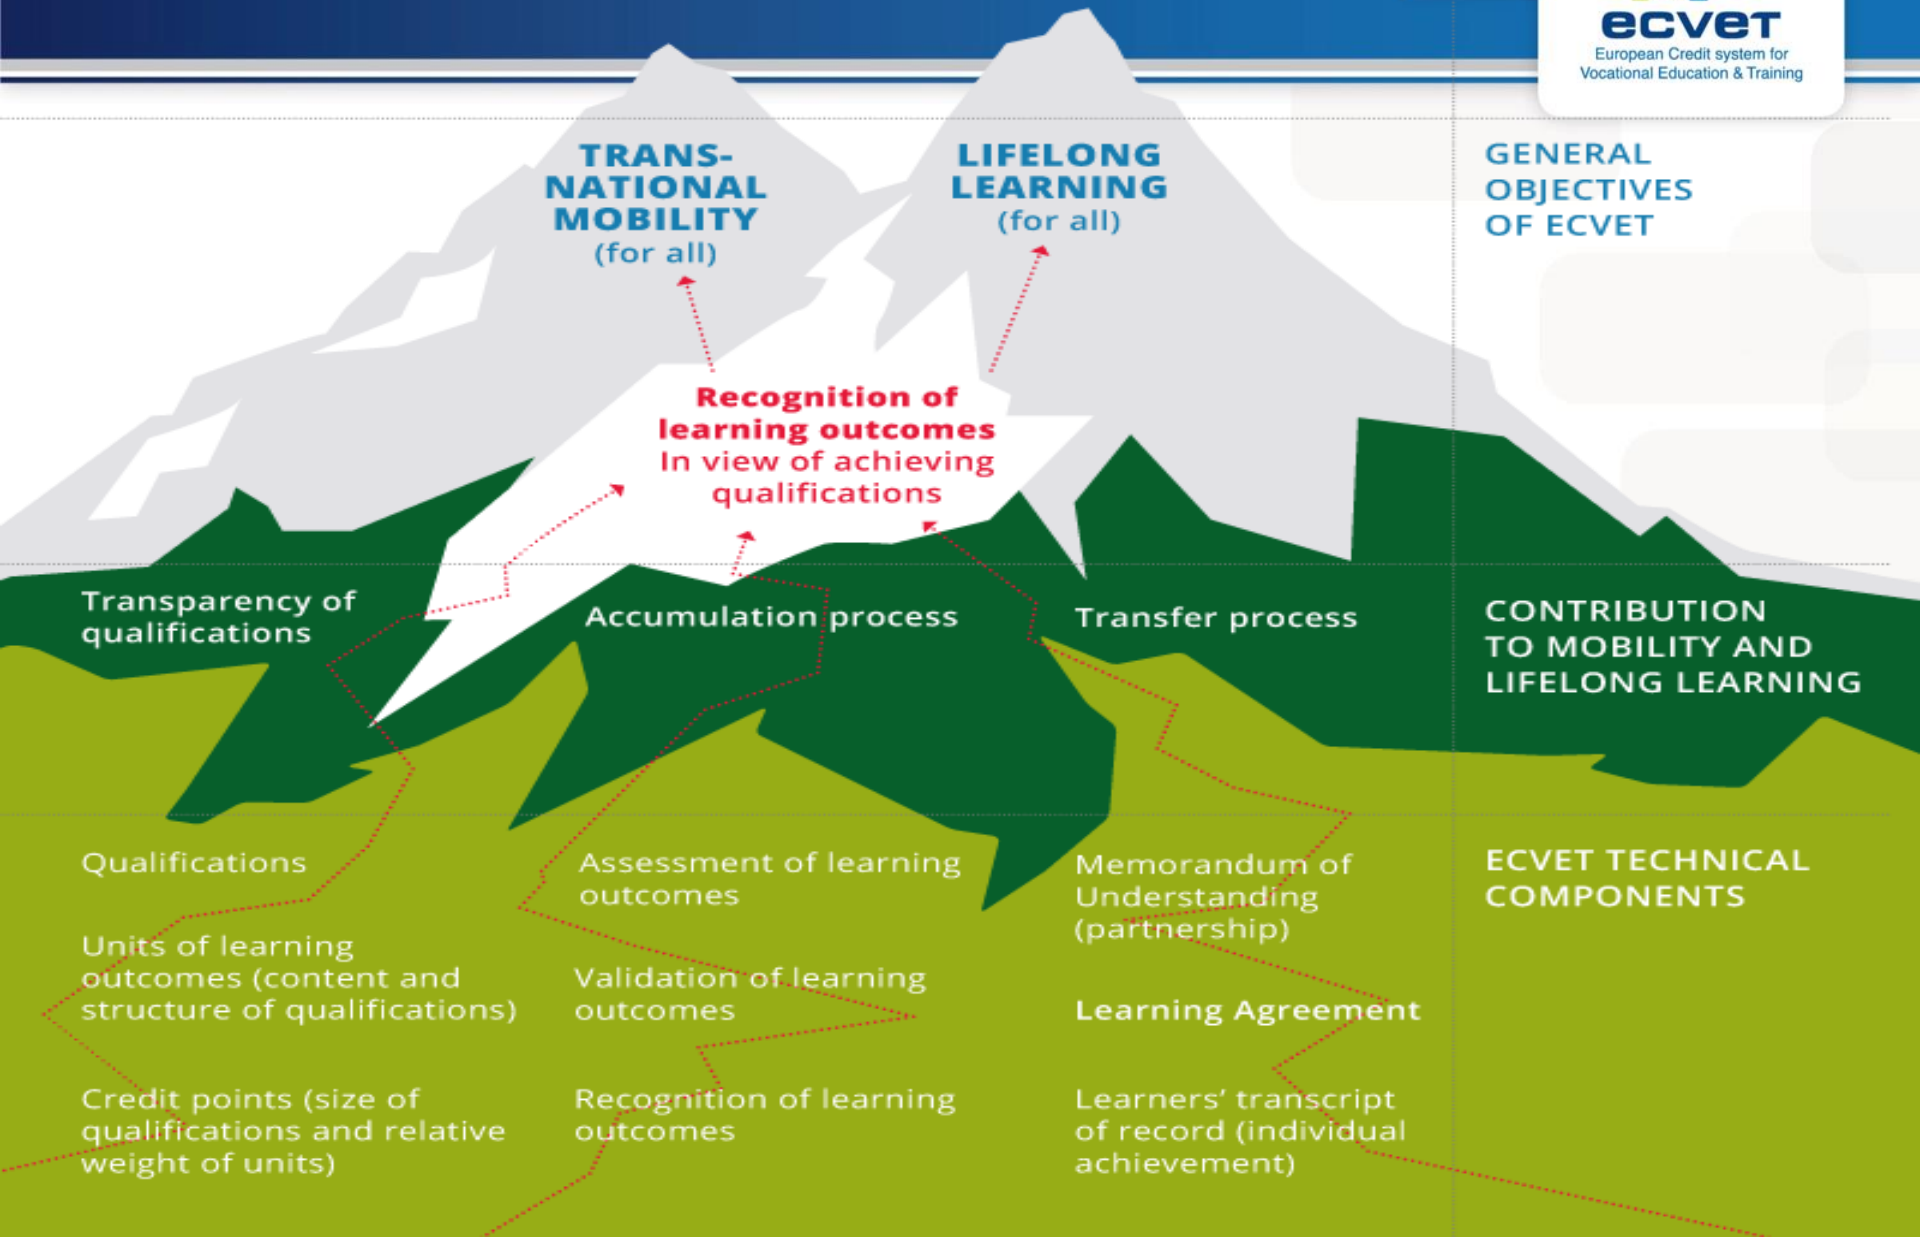 ecvet
European Credit system for
Vocational Education & Training
TRANS-
NATIONAL
MOBILITY
(for all)
LIFELONG
LEARNING
(for all)
GENERAL
OBJECTIVES
OF ECVET
Recognition of
learning outcomes
In view of achieving
qualifications
Transparency of
qualifications
Accumulation process
Transfer process
CONTRIBUTION
TO MOBILITY AND
LIFELONG LEARNING
Qualifications
Units of learning
outcomes (content and
structure of qualifications)
Credit points (size of
qualifications and relative
weight of units)
Assessment of learning
outcomes
Validation of learning
outcomes
Recognition of learning
outcomes
Memorandum of
Understanding
(partnership)
Learning Agreement
Learners’ transcript
of record (individual
achievement)
ECVET TECHNICAL
COMPONENTS